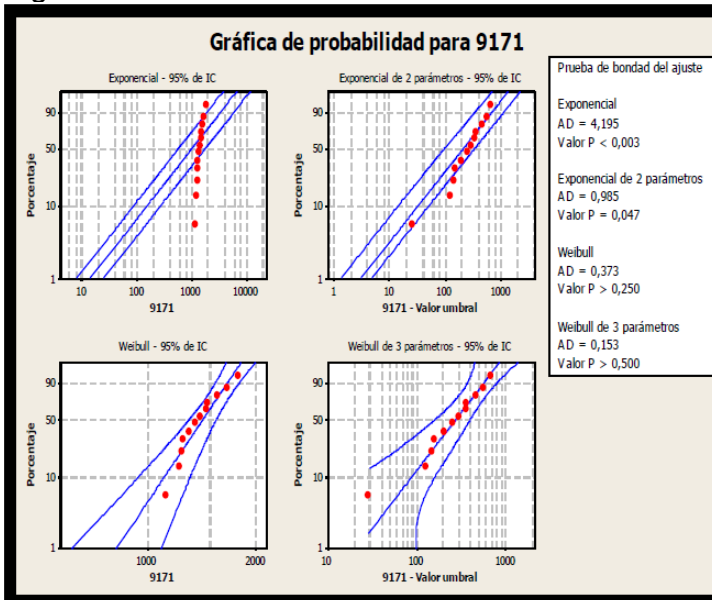 Gráfica de probabilidad para 9171
Exponencial - 95% de IC
Porcentaje
90
50
10
1
10
100
1000
10000
9171
Exponencial de 2 parámetros - 95% de IC
Porcentaje
90
50
10
1
1
10
100
1000
9171 - Valor umbral
Weibull - 95% de IC
Porcentaje
90
50
10
1
1000
2000
9171
Weibull de 3 parámetros - 95% de IC
Porcentaje
90
50
10
1
10
100
1000
9171 - Valor umbral
Prueba de bondad del ajuste
Exponencial
AD = 4,195
Valor P < 0,003
Exponencial de 2 parámetros
AD = 0,985
Valor P = 0,047
Weibull
AD = 0,373
Valor P > 0,250
Weibull de 3 parámetros
AD = 0,153
Valor P > 0,500